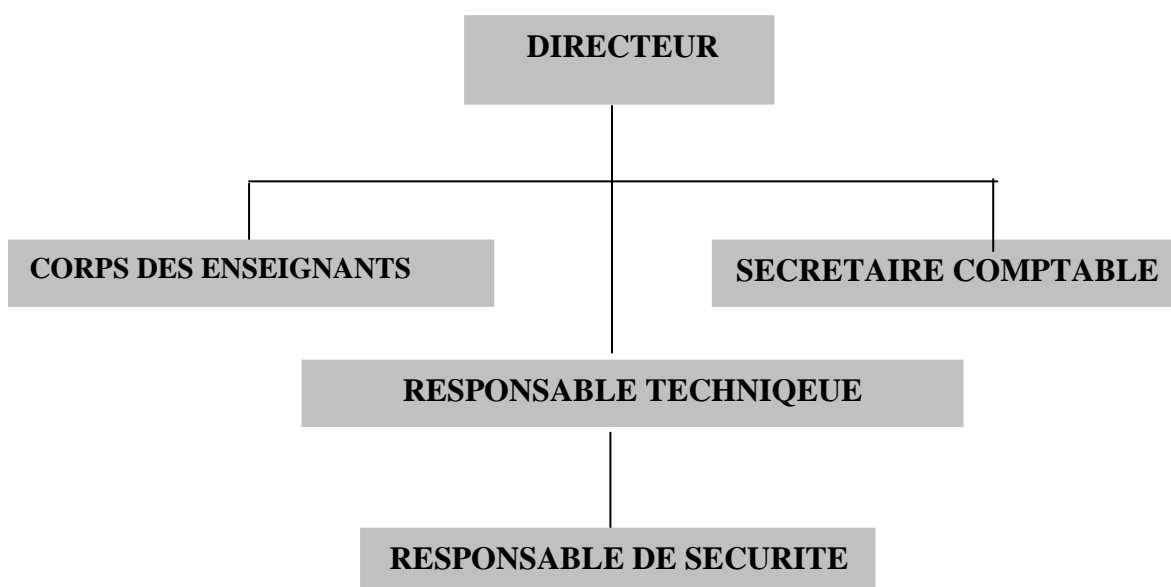 DIRECTEUR
CORPS DES ENSEIGNANTS
SECRETAIRE COMPTABLE
RESPONSABLE TECHNIQEUE
RESPONSABLE DE SECURITE